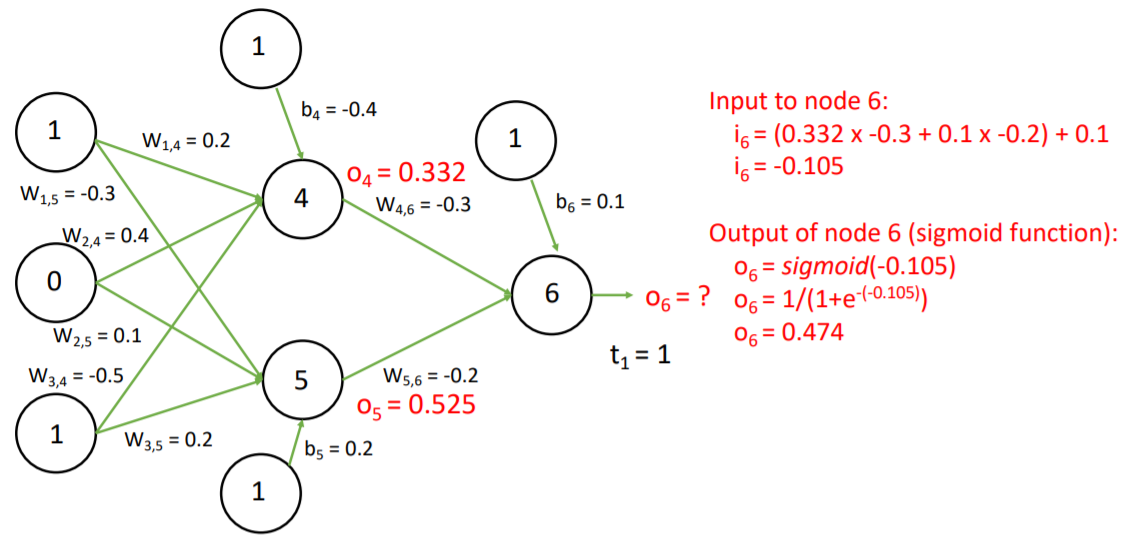 1
b₄ = -0.4
1
W₁,₄ = 0.2
1
W₁,₅ = -0.3
4
o₄ = 0.332
W₄,₆ = -0.3
b₆ = 0.1
W₂,₄ = 0.4
0
W₂,₅ = 0.1
6
o₆ = ?
t₁ = 1
W₃,₄ = -0.5
5
W₅,₆ = -0.2
o₅ = 0.525
1
W₃,₅ = 0.2
b₅ = 0.2
1
Input to node 6:
i₆ = (0.332 x -0.3 + 0.1 x -0.2) + 0.1
i₆ = -0.105
Output of node 6 (sigmoid function):
o₆ = sigmoid(-0.105)
o₆ = 1/(1+e^-(-0.105))
o₆ = 0.474